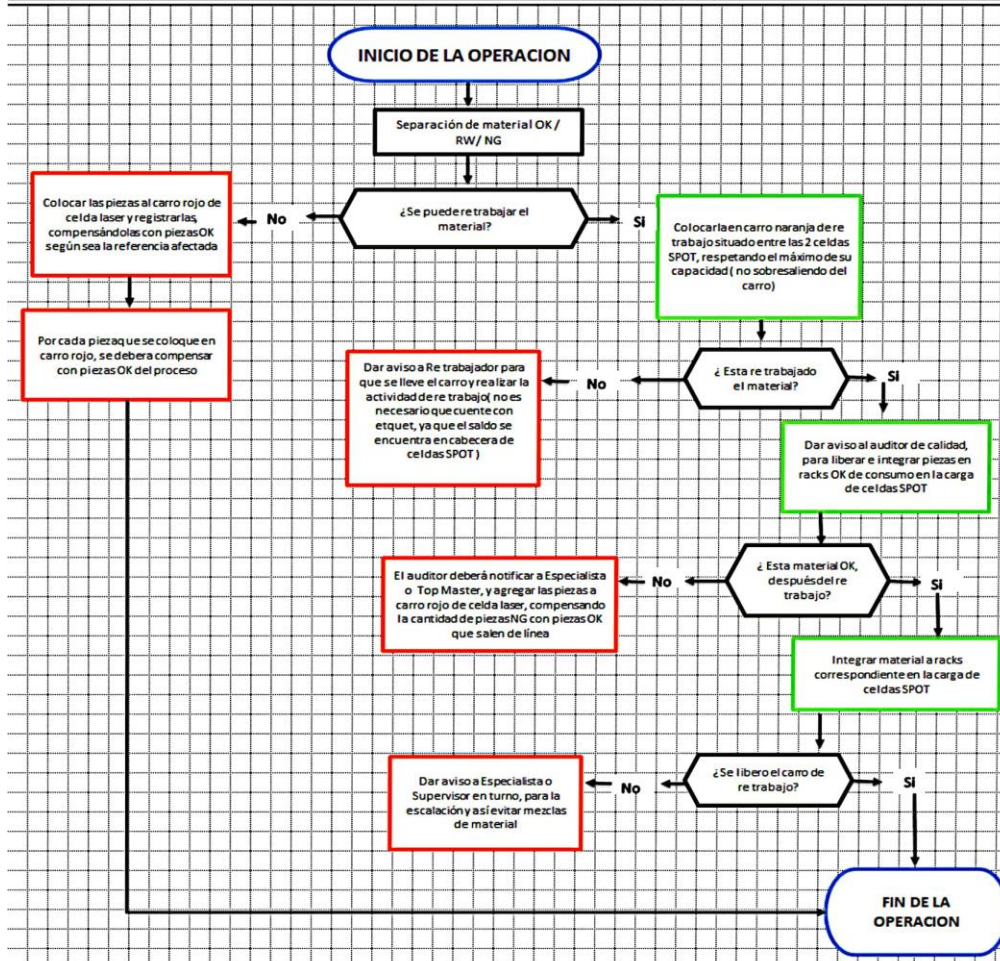 INICIO DE LA OPERACION
Separación de material OK /
RW/ NG
¿Se puede re trabajar el
material?
No
Si
Colocar las piezas al carro rojo de
celda laser y registrarlas,
compensándolas con piezas OK
según sea la referencia afectada
Colocarla en carro naranja de re
trabajo situado entre las 2 celdas
SPOT, respetando el máximo de su
capacidad ( no sobresaliendo del
carro)
Por cada pieza que se coloque en
carro rojo, se debera compensar
con piezas OK del proceso
¿ Esta re trabajado
el material?
No
Si
Dar aviso a Re trabajador para
que se lleve el carro y realizar la
actividad de re trabajo( no es
necesario que cuente con
etquet, ya que el saldo se
encuentra en cabecera de
celdas SPOT )
Dar aviso al auditor de calidad,
para liberar e integrar piezas en
racks OK de consumo en la carga
de celdas SPOT
¿ Esta material OK,
después del re
trabajo?
No
Si
El auditor deberá notificar a Especialista
o Top Master, y agregar las piezas a
carro rojo de celda laser, compensando
la cantidad de piezas NG con piezas OK
que salen de línea
Integrar material a racks
correspondiente en la carga de
celdas SPOT
¿Se libero el carro de
re trabajo?
No
Si
Dar aviso a Especialista o
Supervisor en turno, para la
escalación y así evitar mezclas
de material
FIN DE LA
OPERACION